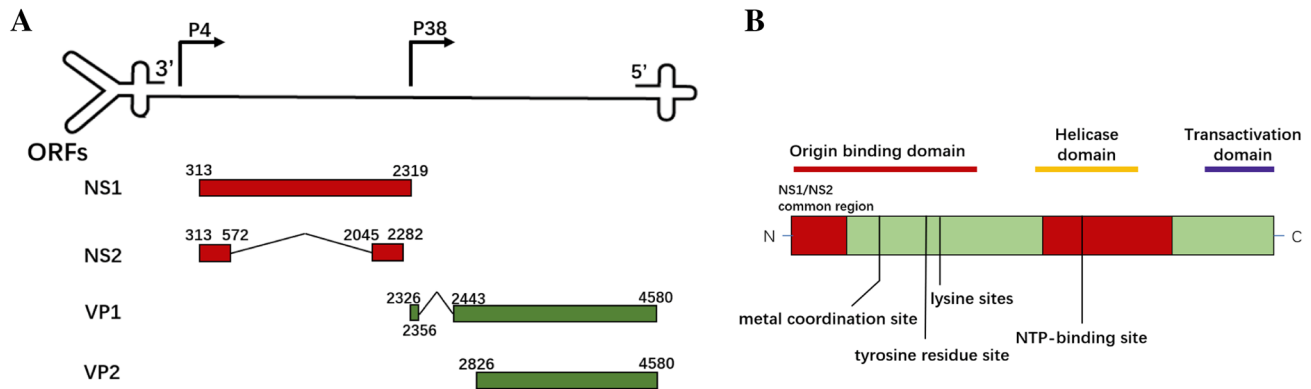 A
P4
P38
3'
5'
ORFs
NS1
313
2319
NS2
313 572
2045 2282
VP1
2326
2356
2443
4580
VP2
2826
4580
B
Origin binding domain
Helicase
domain
Transactivation
domain
NS1/NS2
common region
N
C
metal coordination site
tyrosine residue site
lysine sites
NTP-binding site